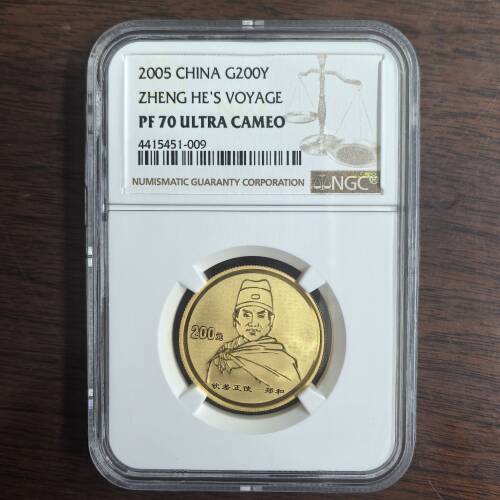 2005 CHINA G200Y
ZHENG HE'S VOYAGE
PF 70 ULTRA CAMEO
4415451-009
NUMISMATIC GUARANTY CORPORATION
NGC®
200元
钦差正使 郑和